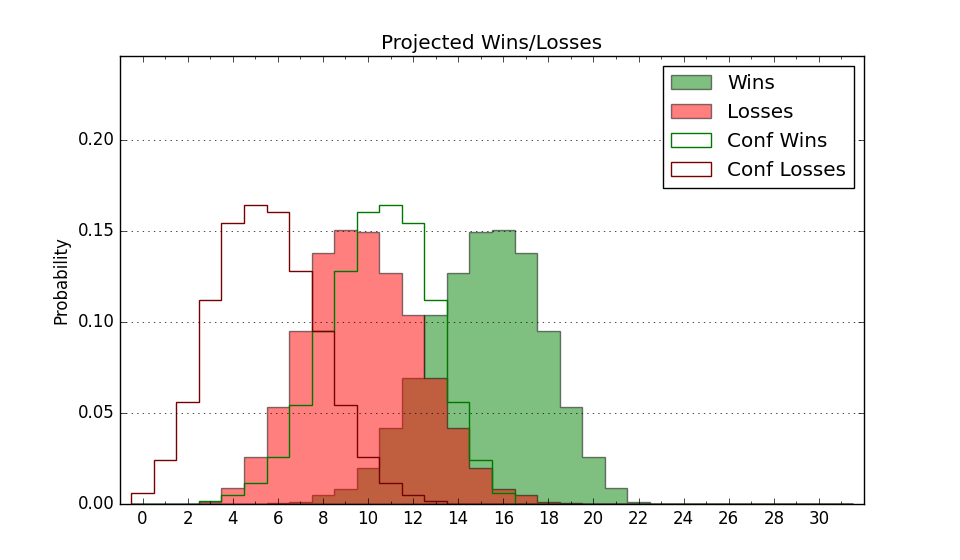 Projected Wins/Losses
Wins
Losses
Conf Wins
Conf Losses
Probability
0.20
0.15
0.10
0.05
0.00
0 2 4 6 8 10 12 14 16 18 20 22 24 26 28 30